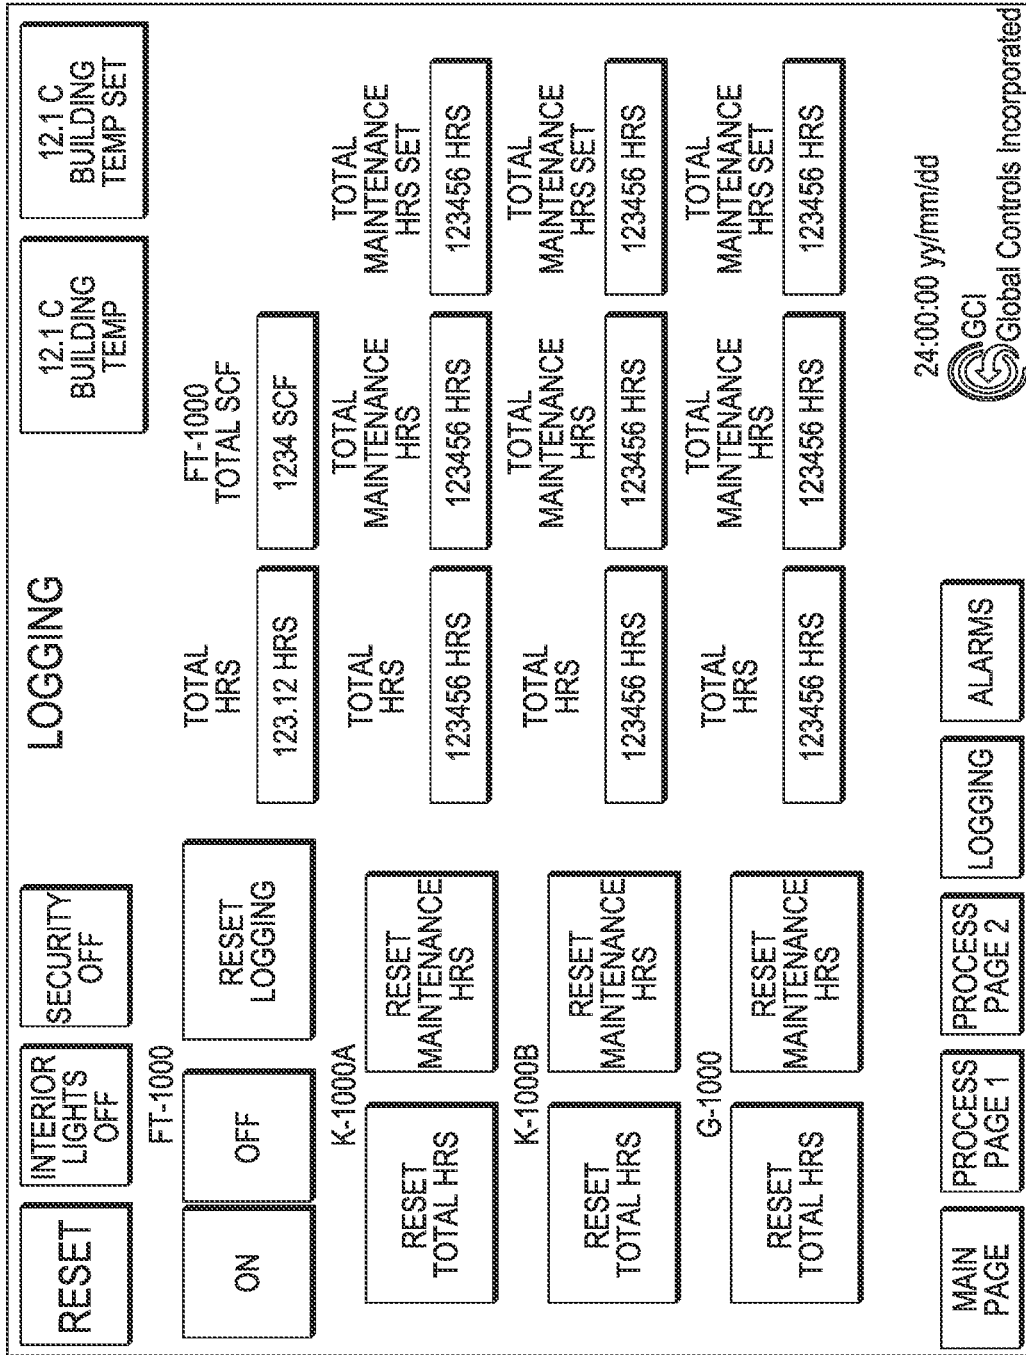 RESET
INTERIOR
LIGHTS
OFF
SECURITY
OFF
LOGGING
12.1 C
BUILDING
TEMP
12.1 C
BUILDING
TEMP SET
FT-1000
ON
OFF
RESET
LOGGING
TOTAL
HRS
123.12 HRS
FT-1000
TOTAL SCF
1234 SCF
K-1000A
RESET
TOTAL HRS
RESET
MAINTENANCE
HRS
TOTAL
HRS
123456 HRS
TOTAL
MAINTENANCE
HRS
123456 HRS
TOTAL
MAINTENANCE
HRS SET
123456 HRS
K-1000B
RESET
TOTAL HRS
RESET
MAINTENANCE
HRS
TOTAL
HRS
123456 HRS
TOTAL
MAINTENANCE
HRS
123456 HRS
TOTAL
MAINTENANCE
HRS SET
123456 HRS
G-1000
RESET
TOTAL HRS
RESET
MAINTENANCE
HRS
TOTAL
HRS
123456 HRS
TOTAL
MAINTENANCE
HRS
123456 HRS
TOTAL
MAINTENANCE
HRS SET
123456 HRS
24:00:00 yy/mm/dd
GCI
Global Controls Incorporated
MAIN
PAGE
PROCESS
PAGE 1
PROCESS
PAGE 2
LOGGING
ALARMS